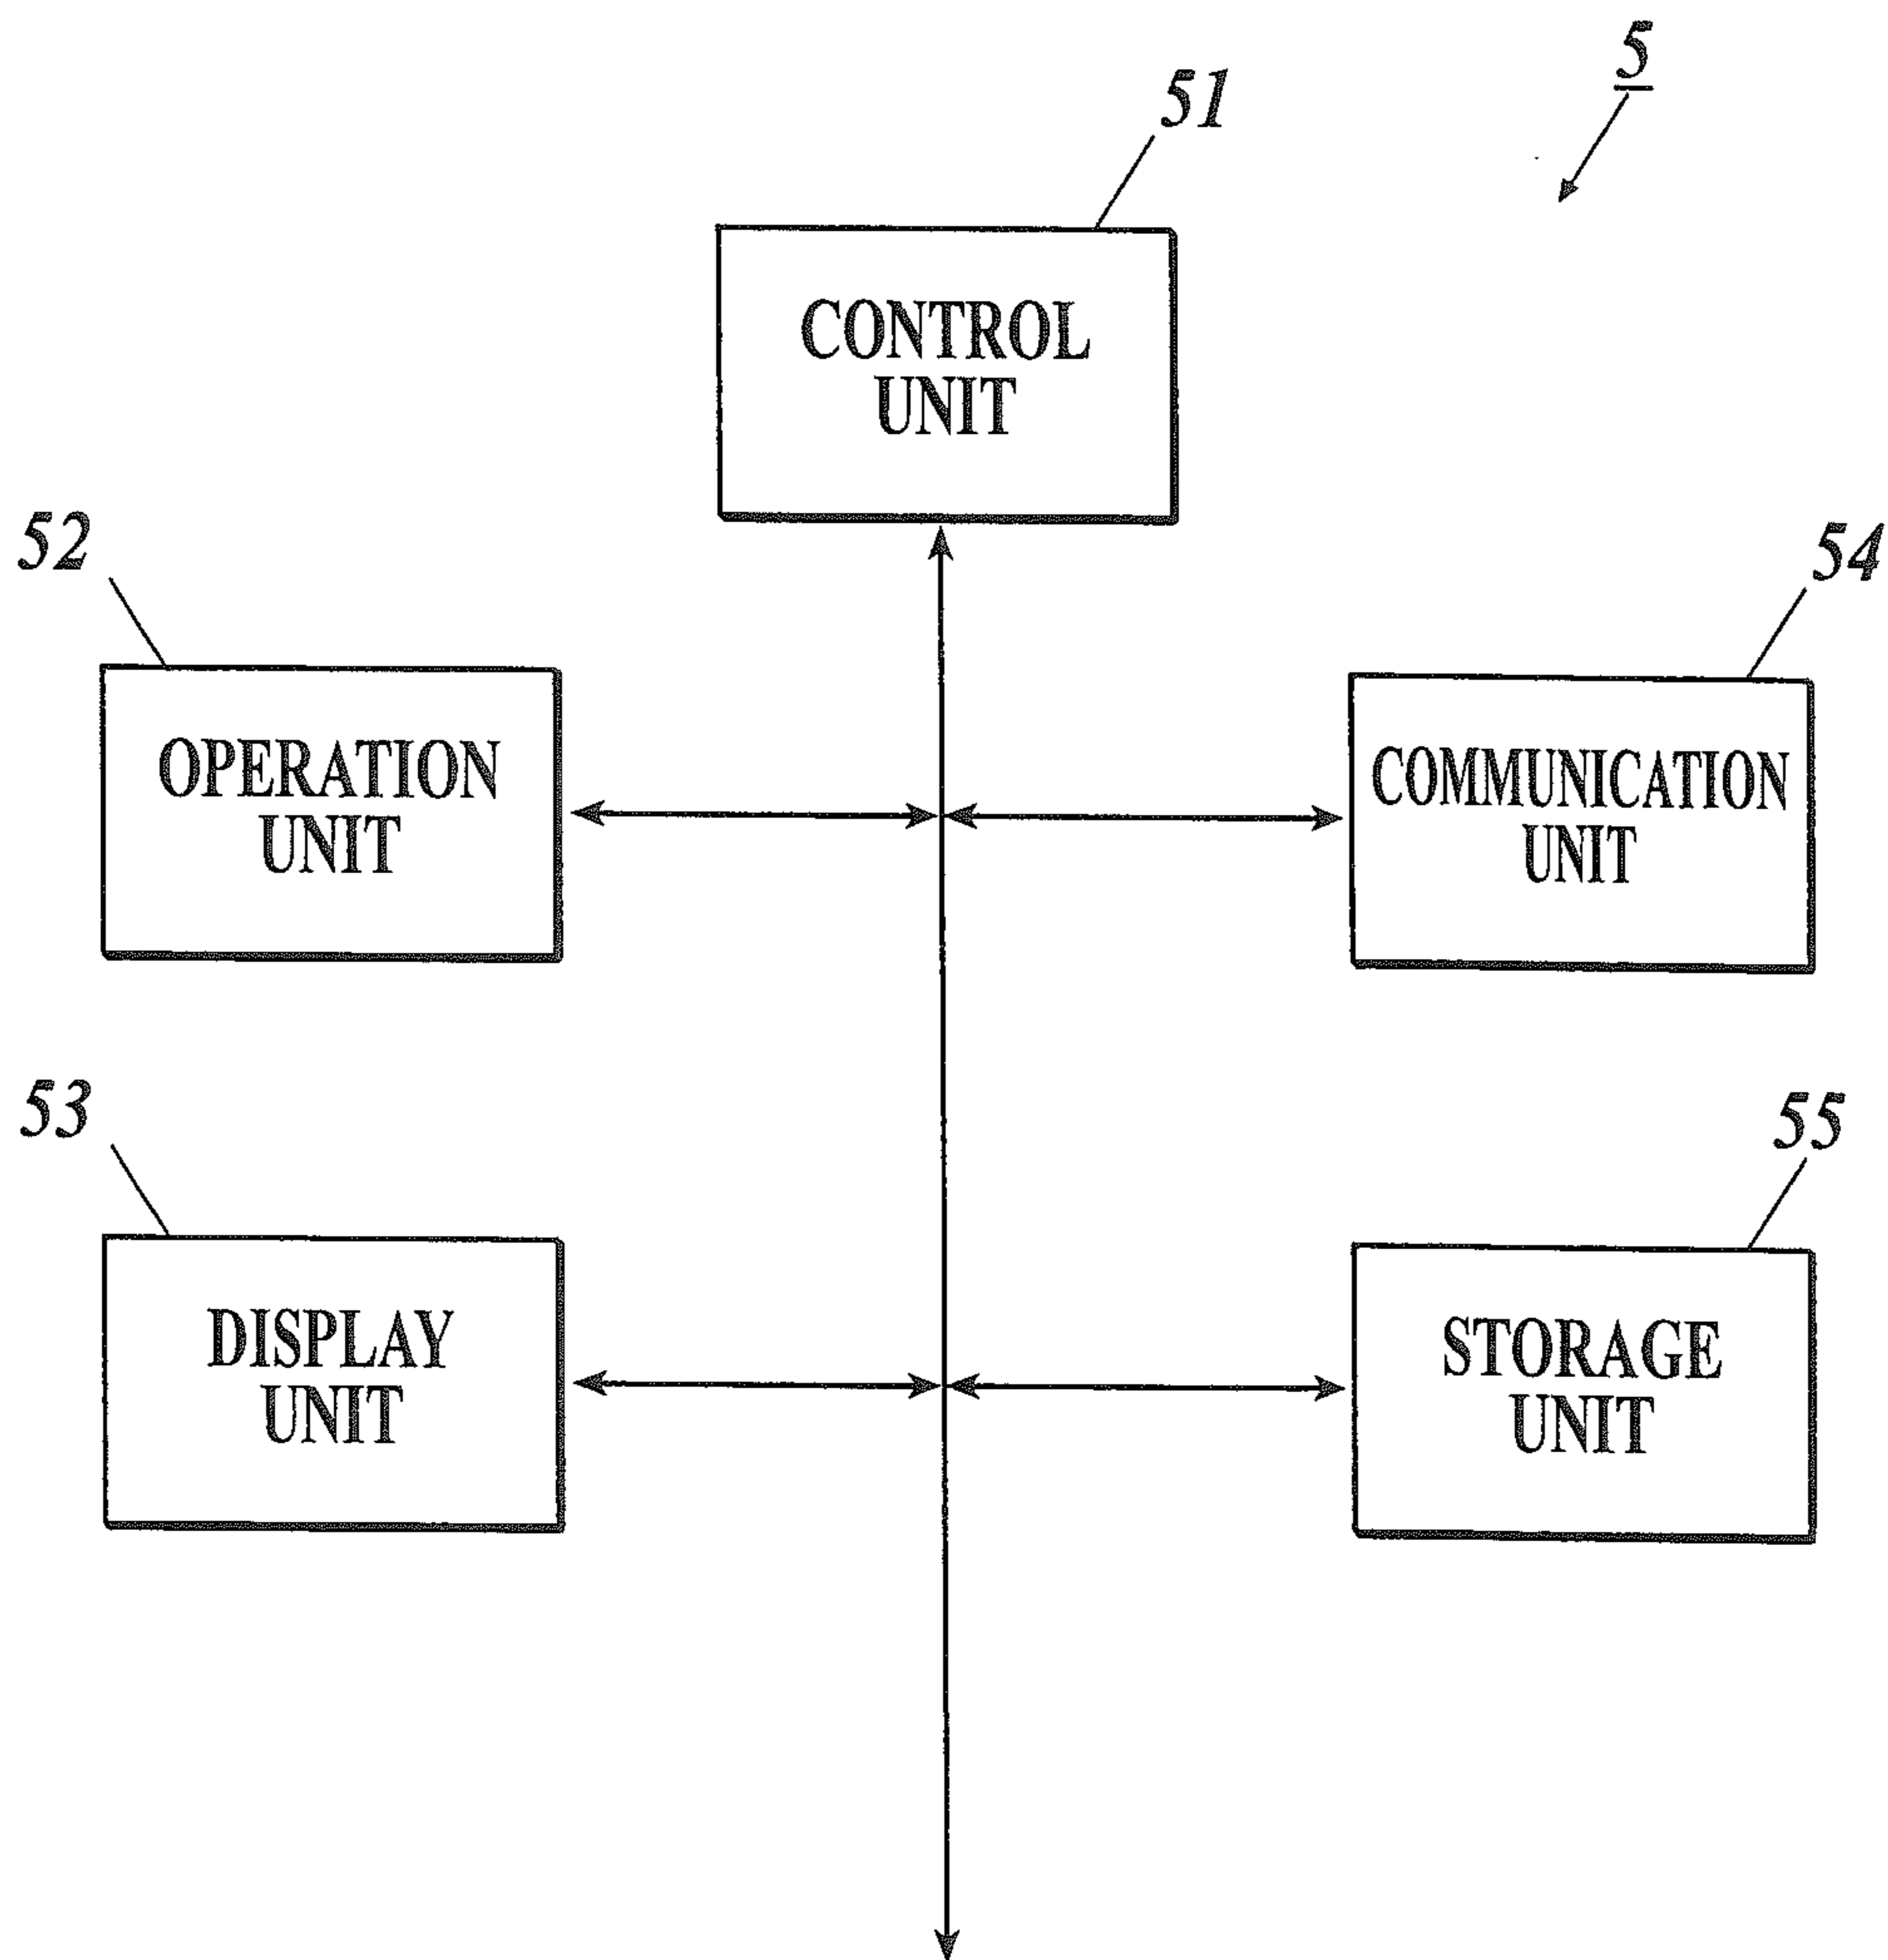 5
51
CONTROL
UNIT
52
54
OPERATION
UNIT
COMMUNICATION
UNIT
53
55
DISPLAY
UNIT
STORAGE
UNIT